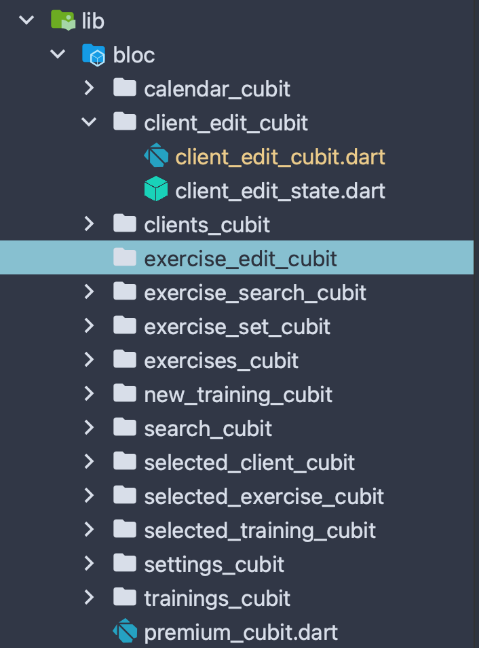 lib
bloc
calendar_cubit
client_edit_cubit
client_edit_cubit.dart
client_edit_state.dart
clients_cubit
exercise_edit_cubit
exercise_search_cubit
exercise_set_cubit
exercises_cubit
new_training_cubit
search_cubit
selected_client_cubit
selected_exercise_cubit
selected_training_cubit
settings_cubit
trainings_cubit
premium_cubit.dart